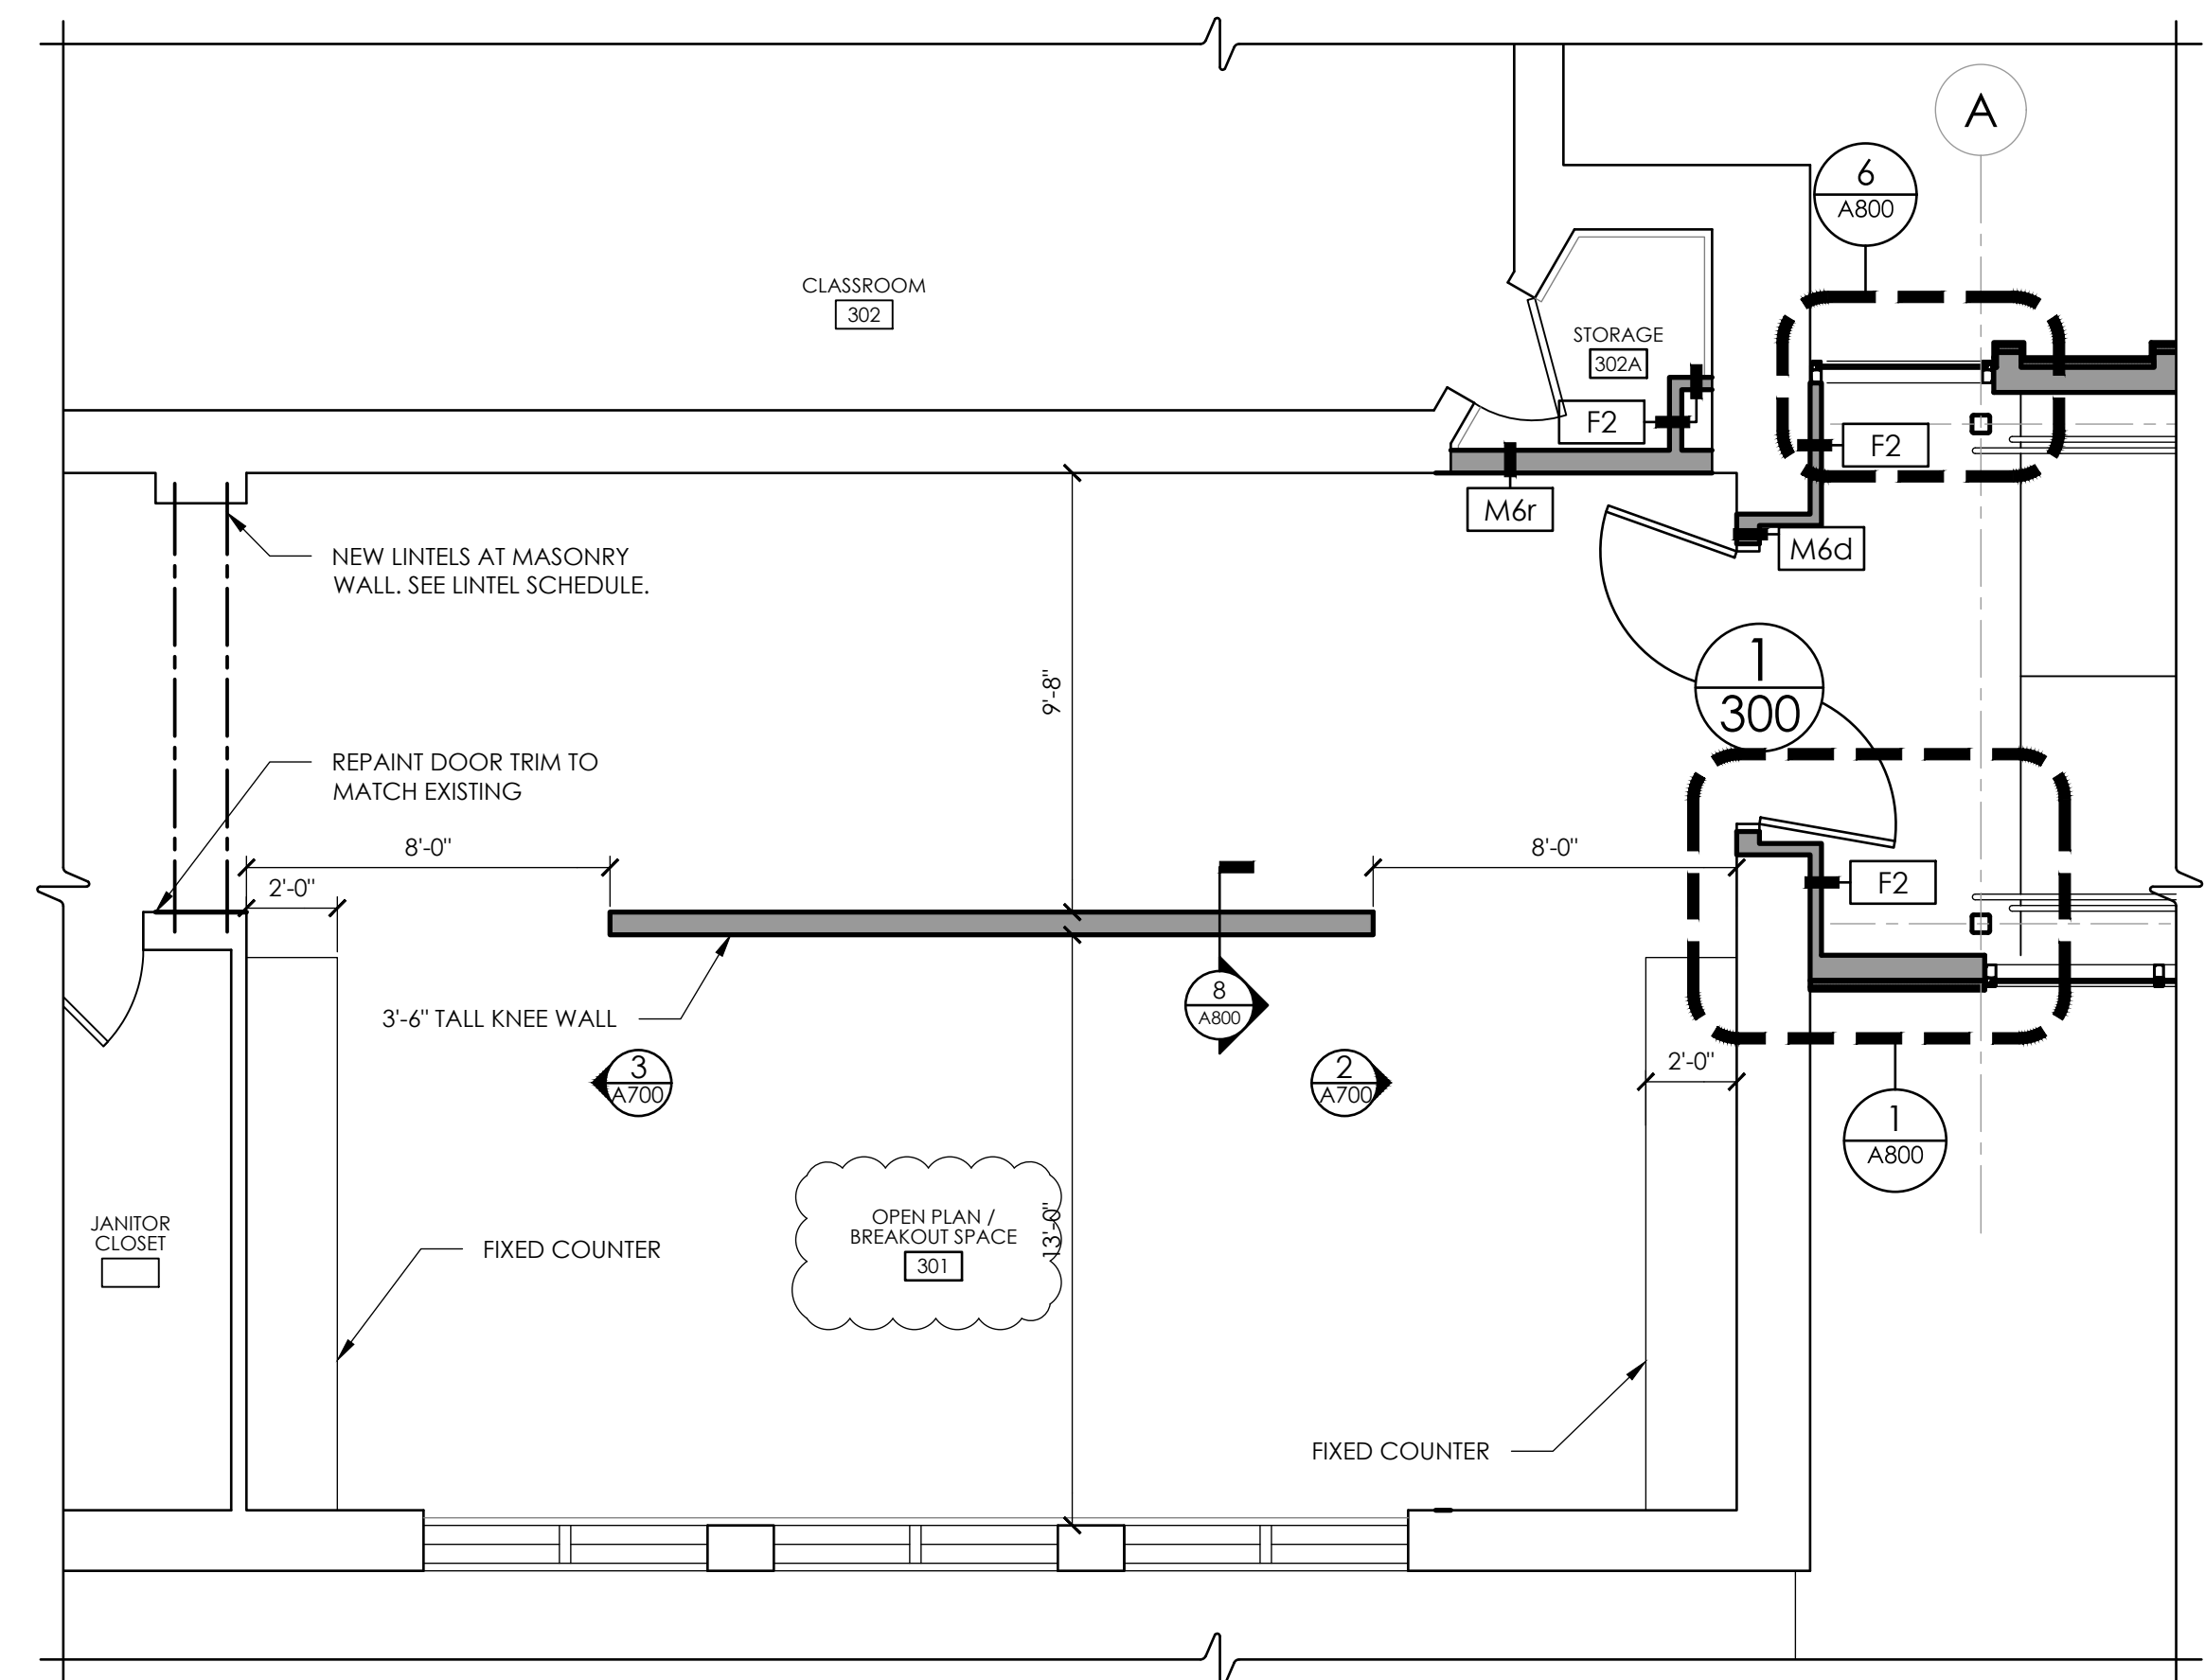 A
6
A800
CLASSROOM
302
STORAGE
302A
F2
F2
M6r
M6d
NEW LINTELS AT MASONRY
WALL. SEE LINTEL SCHEDULE.
9'-8"
1
300
REPAINT DOOR TRIM TO
MATCH EXISTING
8'-0"
8'-0"
2'-0"
F2
3'-6" TALL KNEE WALL
8
A800
3
A700
2
A700
2'-0"
1
A800
JANITOR
CLOSET
FIXED COUNTER
OPEN PLAN /
BREAKOUT SPACE
301
13'-0"
FIXED COUNTER